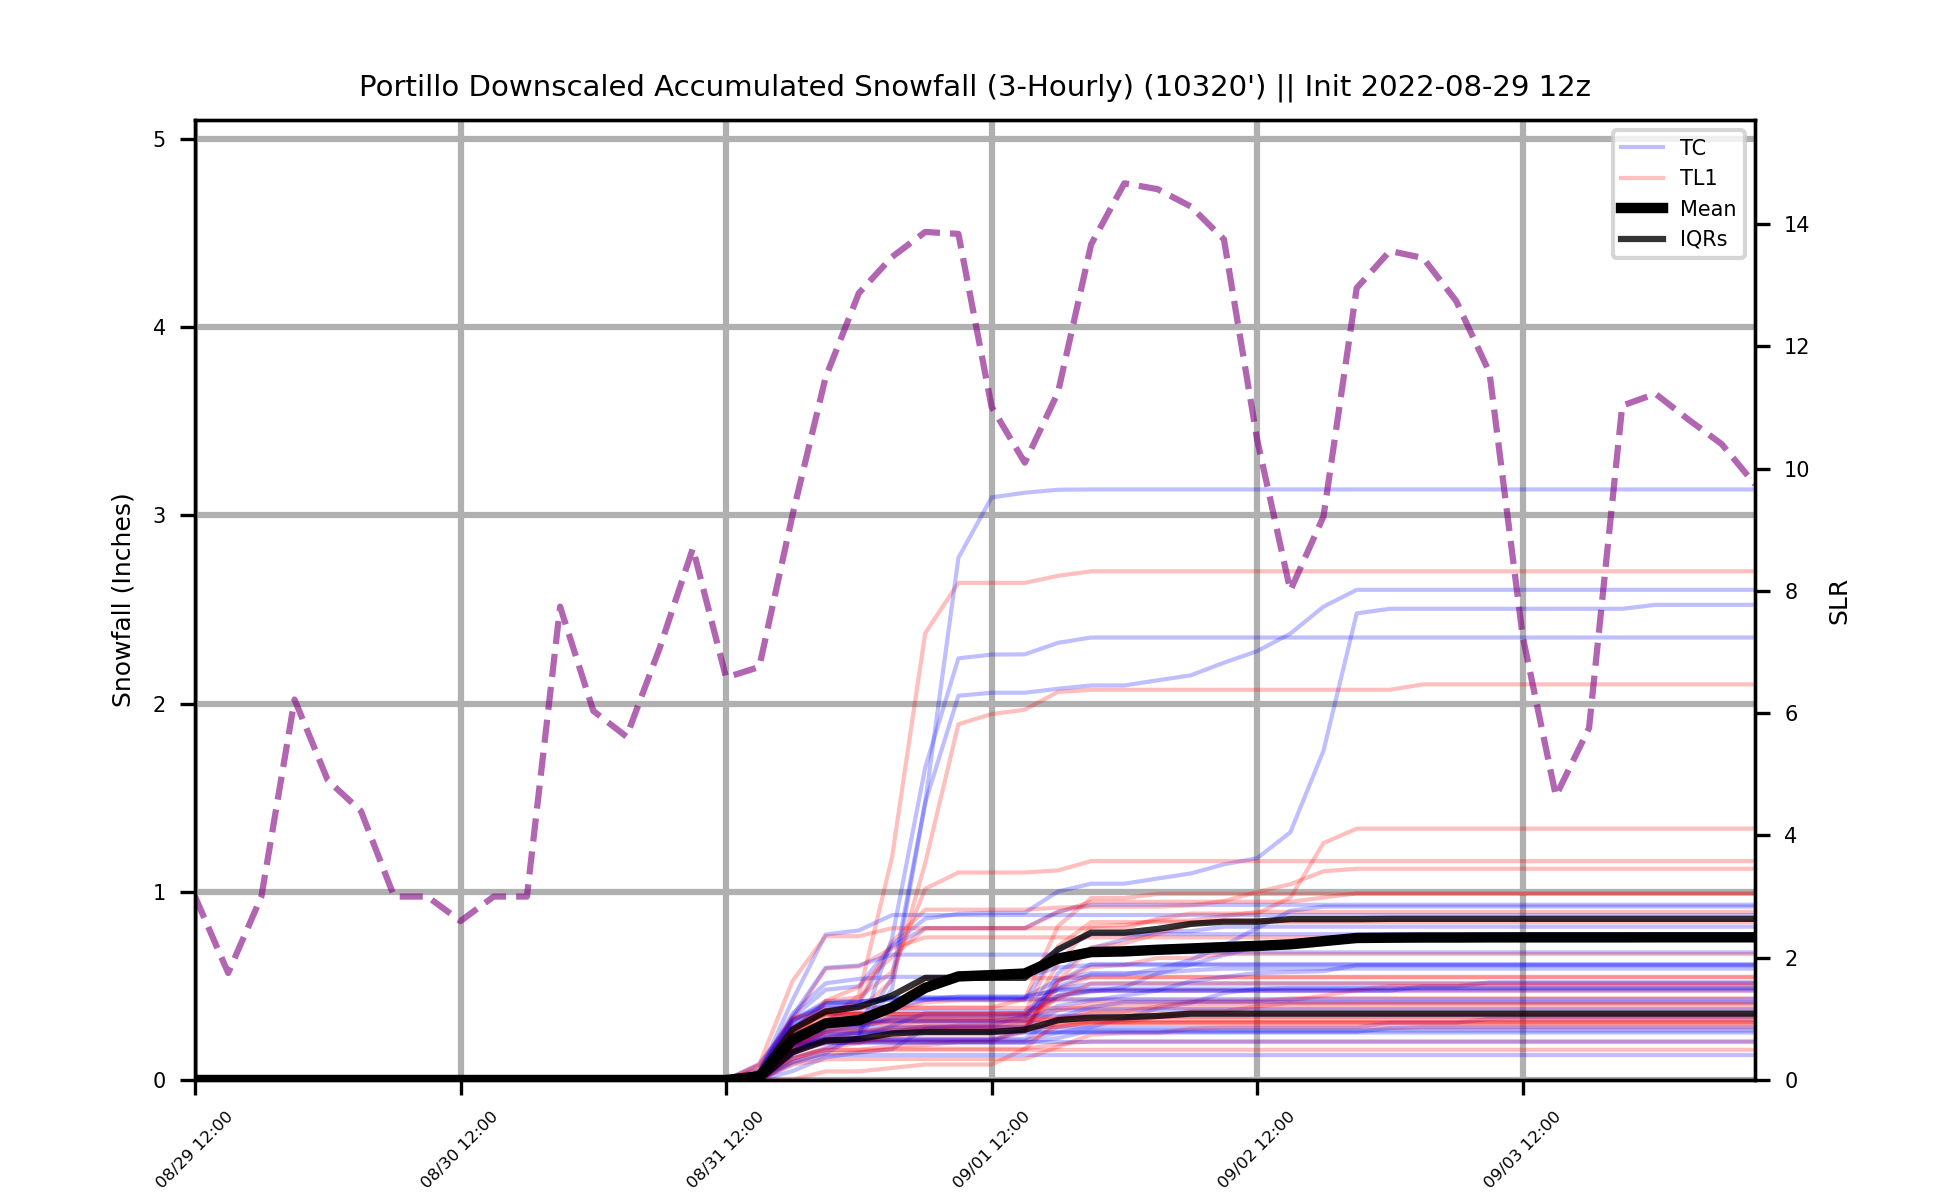 Portillo Downscaled Accumulated Snowfall (3-Hourly) (10320') || Init 2022-08-29 12z
TC
TL1
Mean
IQRs
Snowfall (Inches)
5
4
3
2
1
0
SLR
14
12
10
8
6
4
2
0
08/29 12:00
08/30 12:00
08/31 12:00
09/01 12:00
09/02 12:00
09/03 12:00